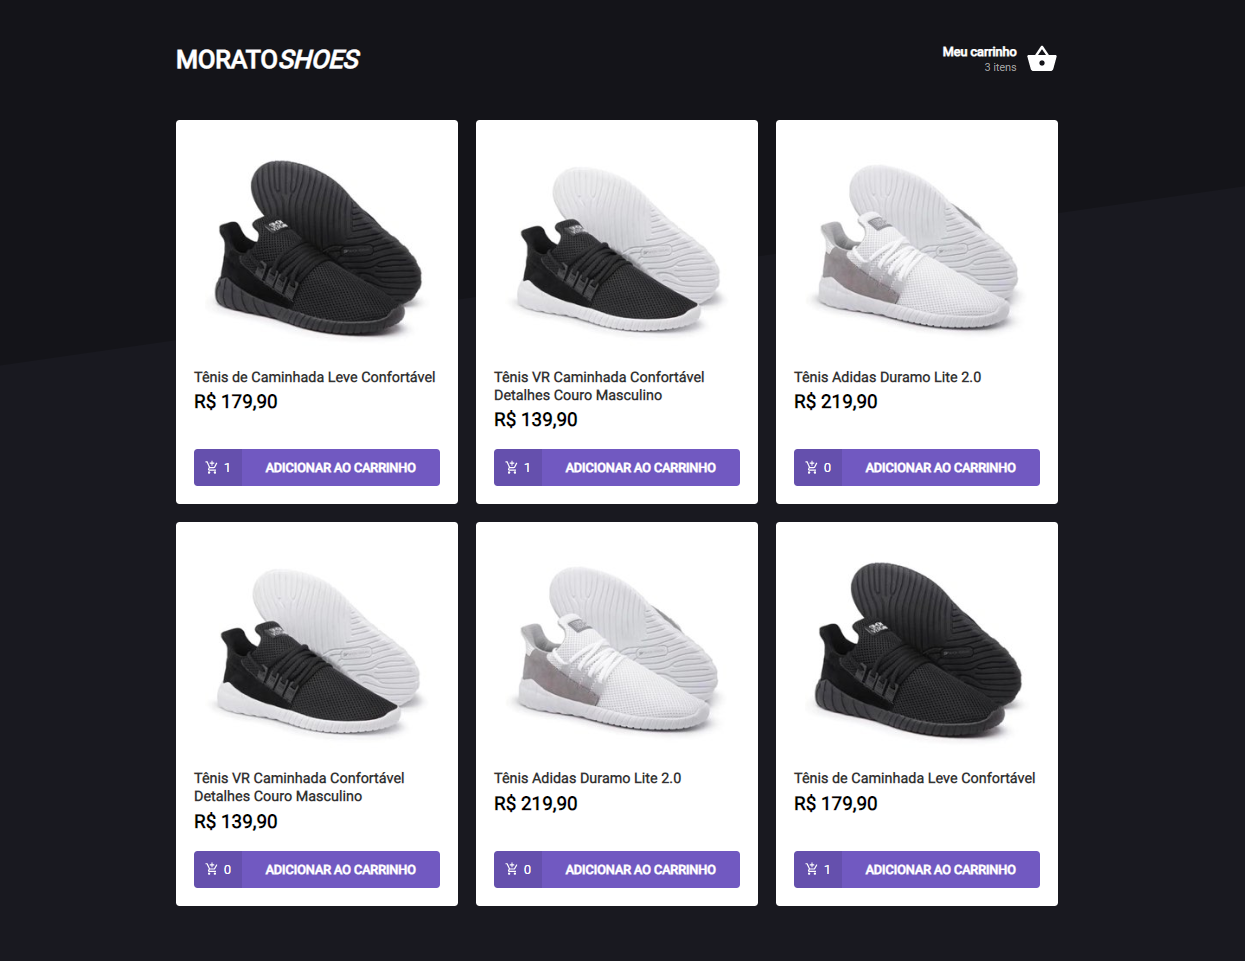 MORATOSHOES
Meu carrinho
3 itens
Tênis de Caminhada Leve Confortável
R$ 179,90
1 ADICIONAR AO CARRINHO
Tênis VR Caminhada Confortável
Detalhes Couro Masculino
R$ 139,90
1 ADICIONAR AO CARRINHO
Tênis Adidas Duramo Lite 2.0
R$ 219,90
0 ADICIONAR AO CARRINHO
Tênis VR Caminhada Confortável
Detalhes Couro Masculino
R$ 139,90
0 ADICIONAR AO CARRINHO
Tênis Adidas Duramo Lite 2.0
R$ 219,90
0 ADICIONAR AO CARRINHO
Tênis de Caminhada Leve Confortável
R$ 179,90
1 ADICIONAR AO CARRINHO